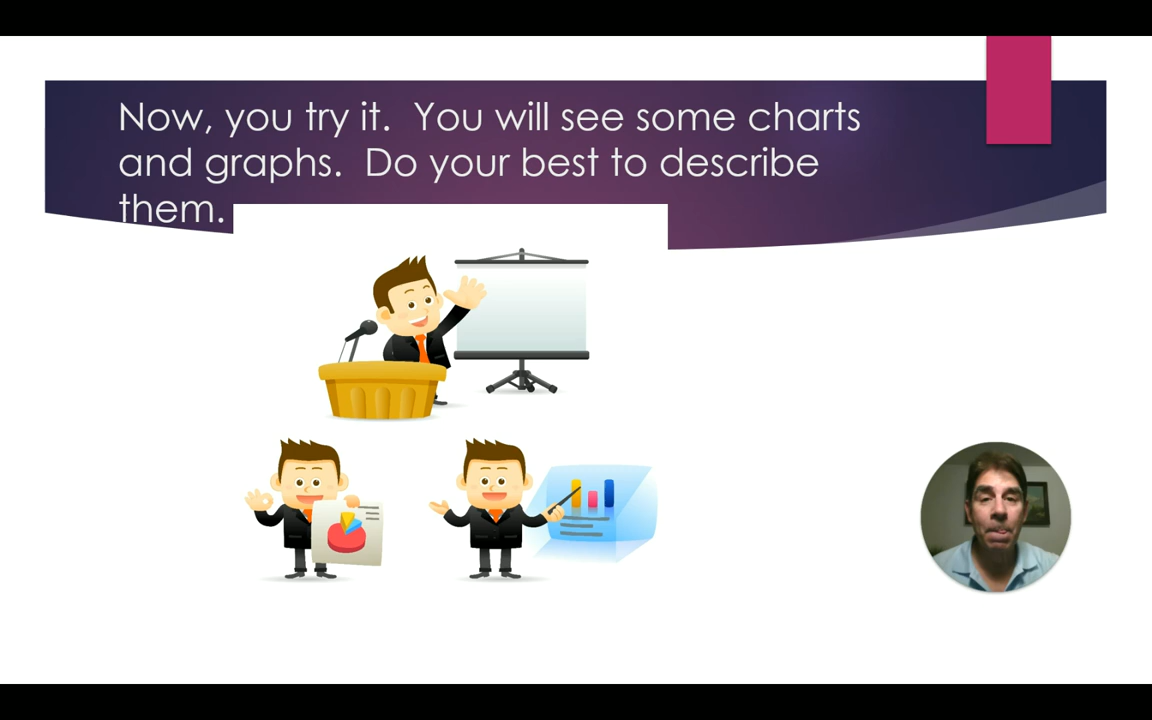 Now, you try it.  You will see some charts
and graphs.  Do your best to describe
them.